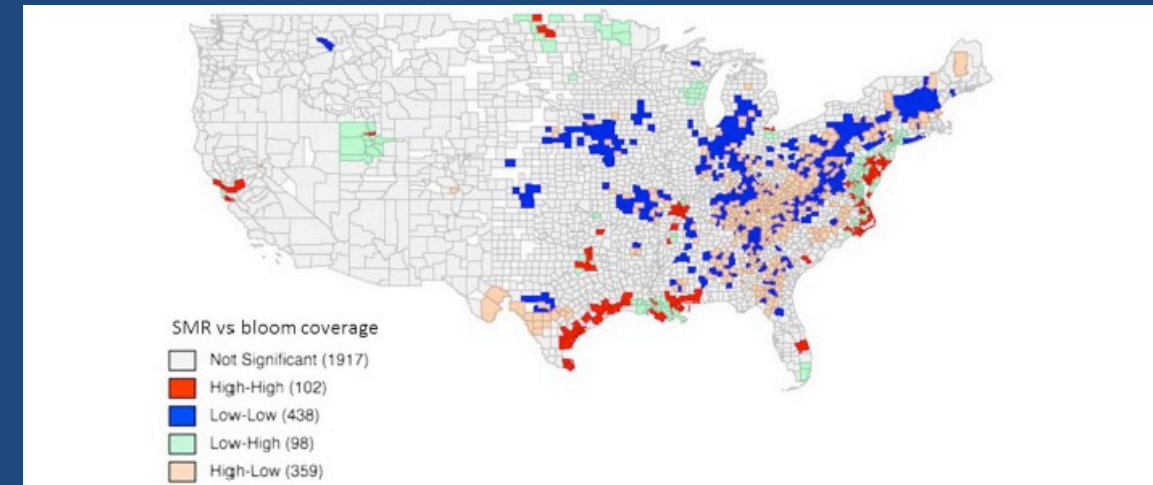 SMR vs bloom coverage
Not Significant (1917)
High-High (102)
Low-Low (438)
Low-High (98)
High-Low (359)